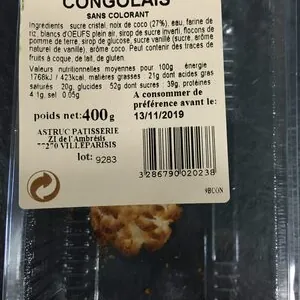 CONGOLAIS
SANS COLORANT
Ingrédients : sucre cristal, noix de coco (27%), eau, farine de
riz, blancs d'OEUFS plein air, sirop de sucre inverti, flocons de
pomme de terre, sirop de glucose, sucre vanillé (sucre, arôme
naturel de vanille), arôme coco. Peut contenir des traces de
fruits à coque, de lait, de gluten.
Valeurs nutritionnelles moyennes pour 100g énergie
1768kJ / 423kcal, matières grasses 21g dont acides gras
saturés 20g, glucides 52g dont sucres : 39g, protéines
4.1g, sel 0.05g
A consommer de
préférence avant le:
13/11/2019
poids net: 400 g
ASTRUC PATISSERIE
ZI de l'Ambrésis
77270 VILLEPARISIS
lot: 9283
3286790020238